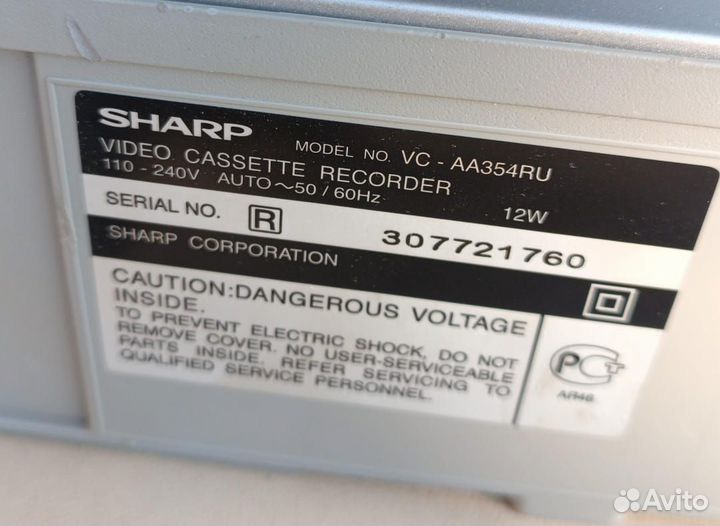 SHARP
MODEL NO. VC - AA354RU
VIDEO CASSETTE RECORDER
110 - 240V AUTO ~ 50 / 60Hz 12W
SERIAL NO. R 307721760
SHARP CORPORATION
CAUTION:DANGEROUS VOLTAGE
INSIDE.
TO PREVENT ELECTRIC SHOCK, DO NOT
REMOVE COVER. NO USER-SERVICEABLE
PARTS INSIDE. REFER SERVICING TO
QUALIFIED SERVICE PERSONNEL.
РСТ
Avito